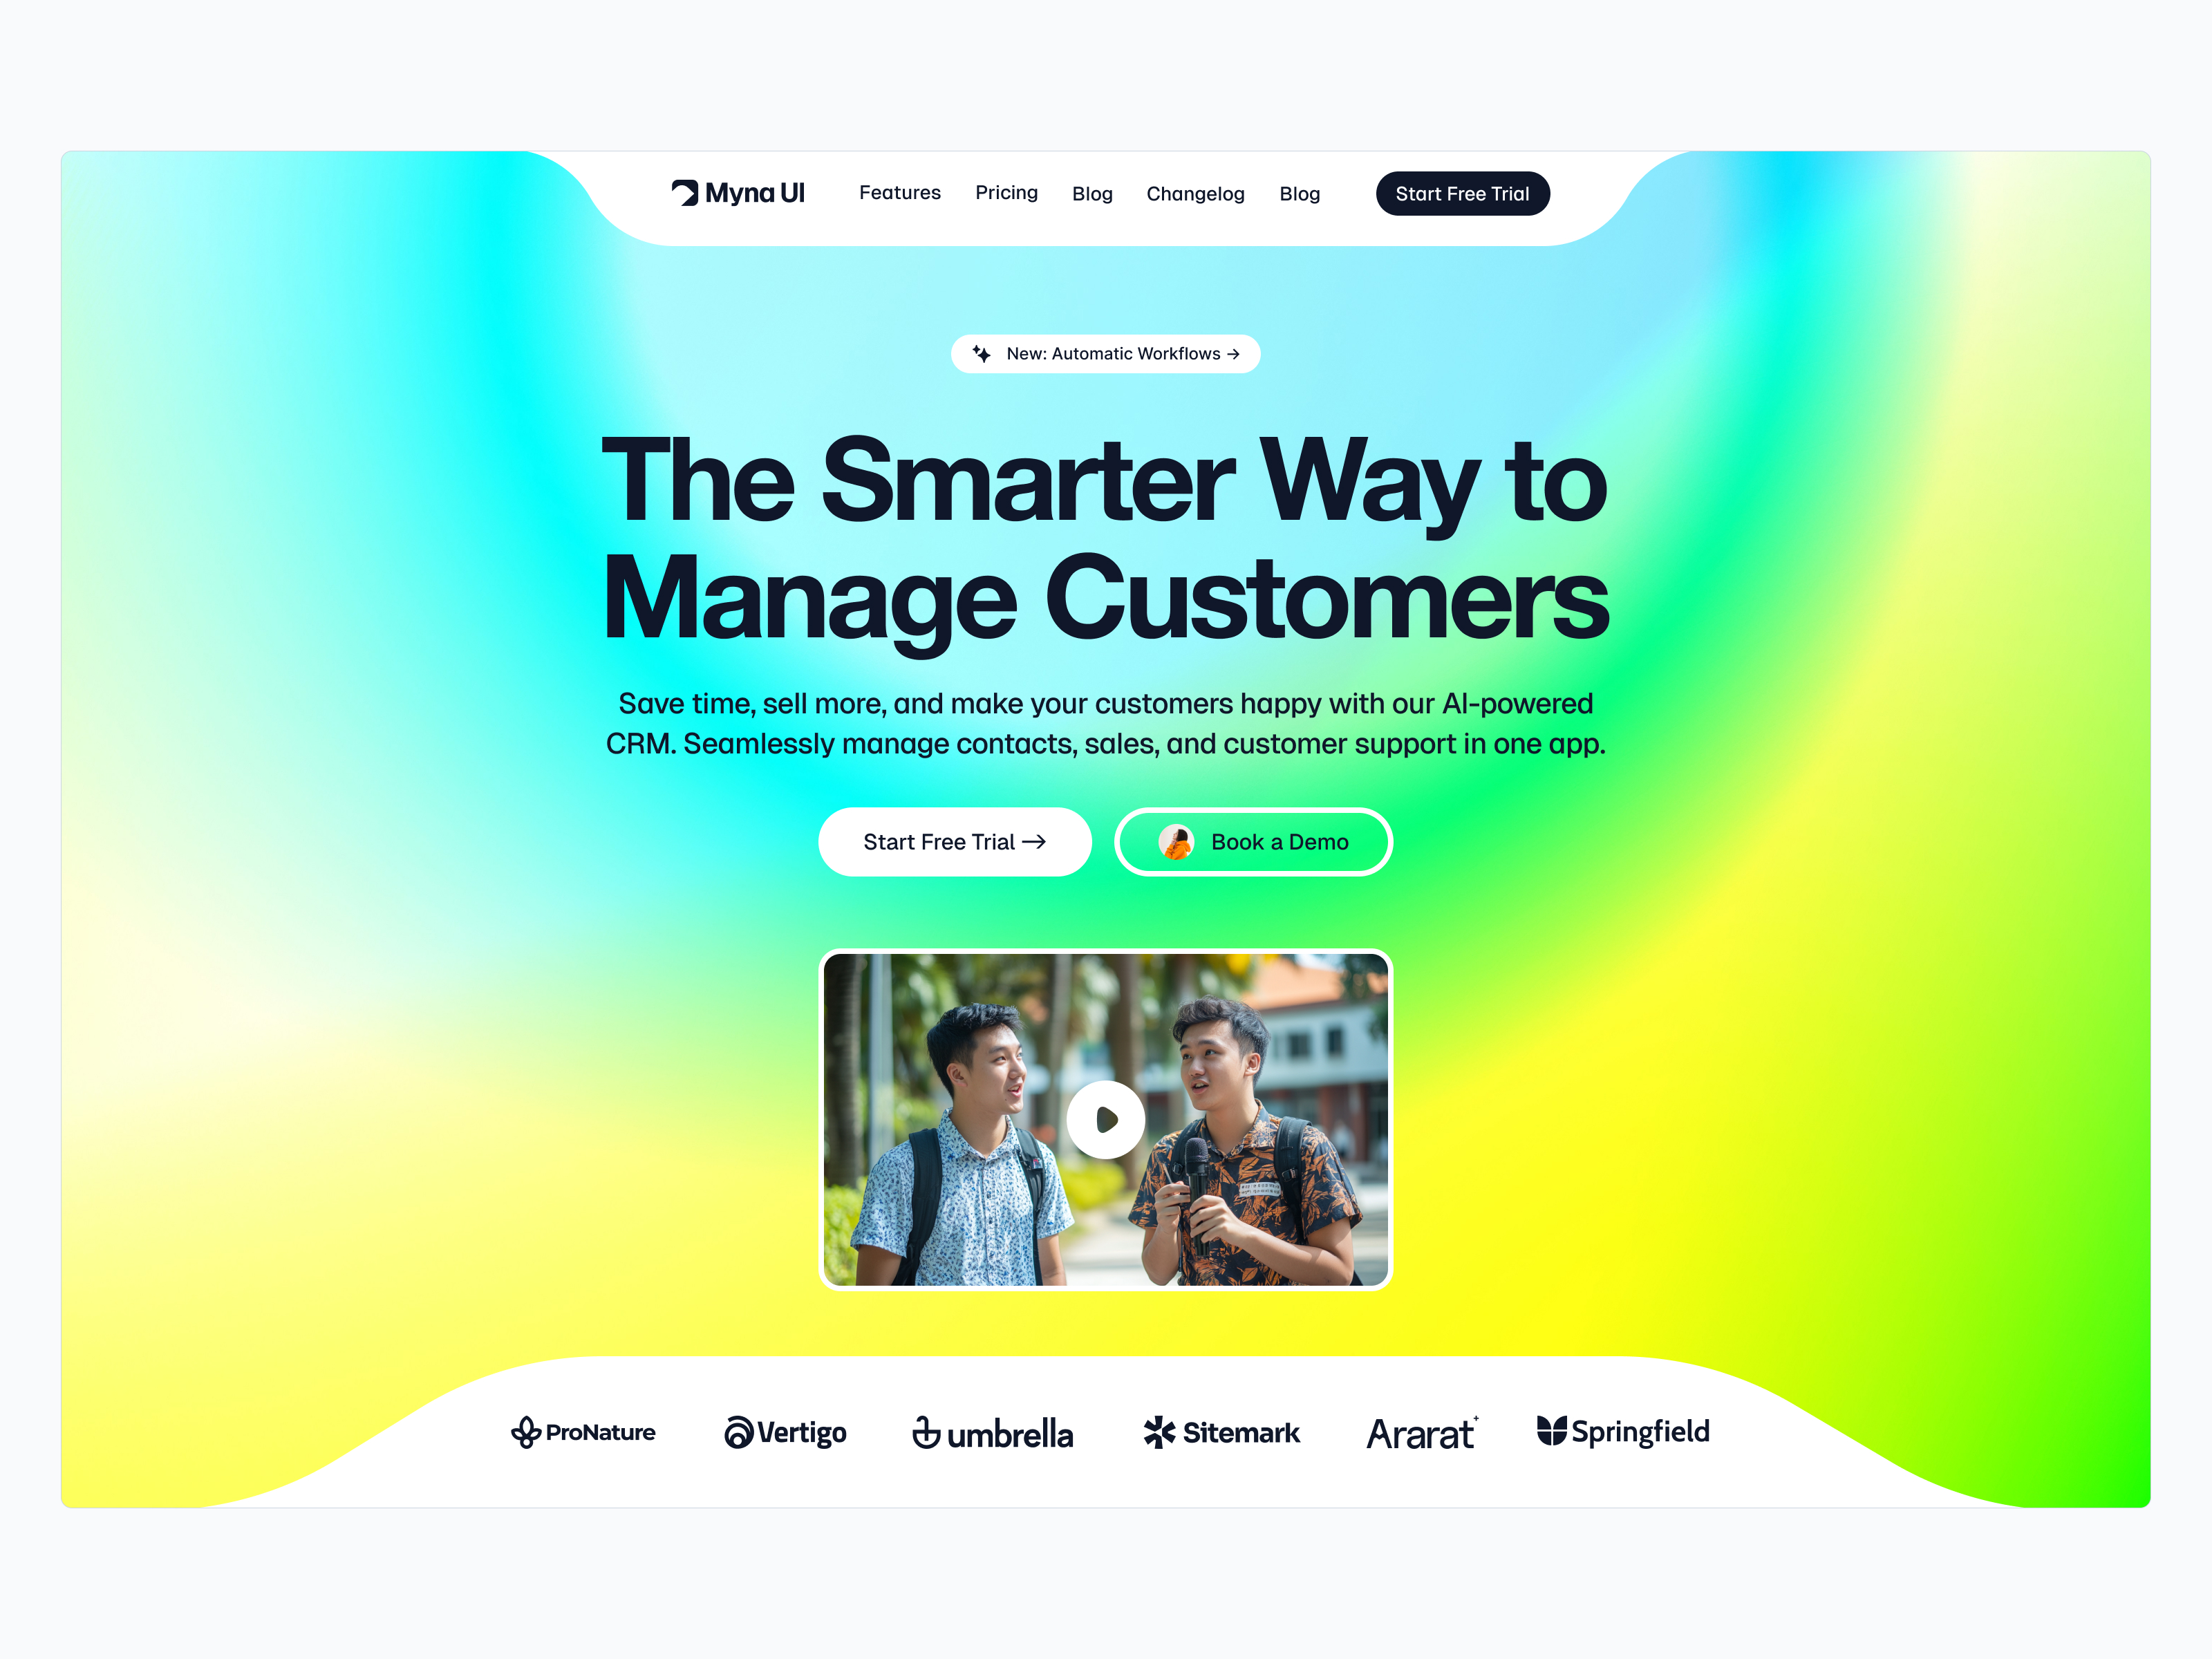 Myna UI
Features
Pricing
Blog
Changelog
Blog
Start Free Trial
New: Automatic Workflows →
The Smarter Way to
Manage Customers
Save time, sell more, and make your customers happy with our AI-powered
CRM. Seamlessly manage contacts, sales, and customer support in one app.
Start Free Trial →
Book a Demo
ProNature
Vertigo
umbrella
Sitemark
Ararat
Springfield